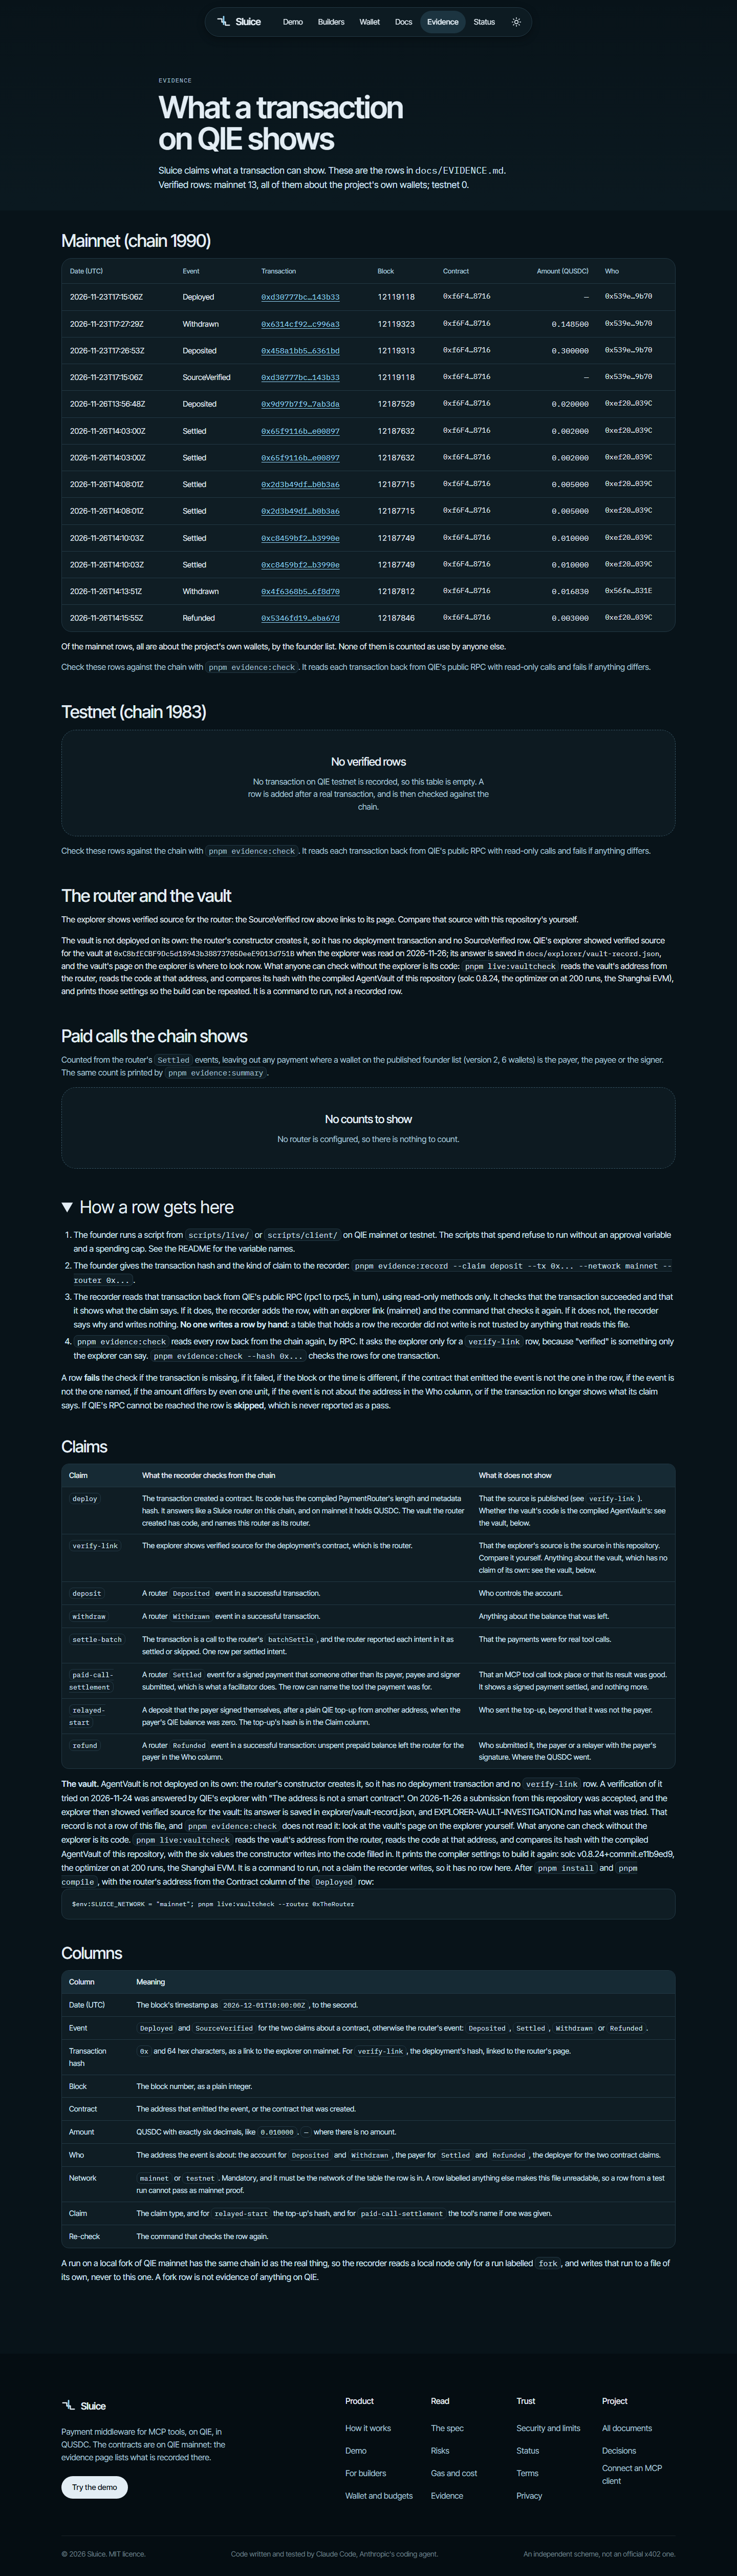 Sluice Demo Builders Wallet Docs Evidence Status
EVIDENCE
What a transaction
on QIE shows
Sluice claims what a transaction can show. These are the rows in docs/EVIDENCE.md.
Verified rows: mainnet 13, all of them about the project's own wallets; testnet 0.
Mainnet (chain 1990)
Date (UTC) Event Transaction Block Contract Amount (QUSDC) Who
2026-11-23T17:15:06Z Deployed 0xd30777bc…143b33 12119118 0xf6F4…8716 — 0x539e…9b70
2026-11-23T17:27:29Z Withdrawn 0x6314cf92…c996a3 12119323 0xf6F4…8716 0.148500 0x539e…9b70
2026-11-23T17:26:53Z Deposited 0x458a1bb5…6361bd 12119313 0xf6F4…8716 0.300000 0x539e…9b70
2026-11-23T17:15:06Z SourceVerified 0xd30777bc…143b33 12119118 0xf6F4…8716 — 0x539e…9b70
2026-11-26T13:56:48Z Deposited 0x9d97b7f9…7ab3da 12187529 0xf6F4…8716 0.020000 0xef20…039C
2026-11-26T14:03:00Z Settled 0x65f9116b…e00897 12187632 0xf6F4…8716 0.002000 0xef20…039C
2026-11-26T14:03:00Z Settled 0x65f9116b…e00897 12187632 0xf6F4…8716 0.002000 0xef20…039C
2026-11-26T14:08:01Z Settled 0x2d3b49df…b0b3a6 12187715 0xf6F4…8716 0.005000 0xef20…039C
2026-11-26T14:08:01Z Settled 0x2d3b49df…b0b3a6 12187715 0xf6F4…8716 0.005000 0xef20…039C
2026-11-26T14:10:03Z Settled 0xc8459bf2…b3990e 12187749 0xf6F4…8716 0.010000 0xef20…039C
2026-11-26T14:10:03Z Settled 0xc8459bf2…b3990e 12187749 0xf6F4…8716 0.010000 0xef20…039C
2026-11-26T14:13:51Z Withdrawn 0x4f6368b5…6f8d70 12187812 0xf6F4…8716 0.016830 0x56fe…831E
2026-11-26T14:15:55Z Refunded 0x5346fd19…eba67d 12187846 0xf6F4…8716 0.003000 0xef20…039C
Of the mainnet rows, all are about the project's own wallets, by the founder list. None of them is counted as use by anyone else.
Check these rows against the chain with pnpm evidence:check. It reads each transaction back from QIE's public RPC with read-only calls and fails if anything differs.
Testnet (chain 1983)
No verified rows
No transaction on QIE testnet is recorded, so this table is empty. A
row is added after a real transaction, and is then checked against the
chain.
Check these rows against the chain with pnpm evidence:check. It reads each transaction back from QIE's public RPC with read-only calls and fails if anything differs.
The router and the vault
The explorer shows verified source for the router: the SourceVerified row above links to its page. Compare that source with this repository's yourself.
The vault is not deployed on its own: the router's constructor creates it, so it has no deployment transaction and no SourceVerified row. QIE's explorer showed verified source
for the vault at 0xC8bfECBF9Dc5d18943b38873705DeeE9D13d751B when the explorer was read on 2026-11-26; its answer is saved in docs/explorer/vault-record.json,
and the vault's page on the explorer is where to look now. What anyone can check without the explorer is its code: pnpm live:vaultcheck reads the vault's address from
the router, reads the code at that address, and compares its hash with the compiled AgentVault of this repository (solc 0.8.24, the optimizer on at 200 runs, the Shanghai EVM),
and prints those settings so the build can be repeated. It is a command to run, not a recorded row.
Paid calls the chain shows
Counted from the router's Settled events, leaving out any payment where a wallet on the published founder list (version 2, 6 wallets) is the payer, the payee or the signer.
The same count is printed by pnpm evidence:summary.
No counts to show
No router is configured, so there is nothing to count.
▼ How a row gets here
1. The founder runs a script from scripts/live/ or scripts/client/ on QIE mainnet or testnet. The scripts that spend refuse to run without an approval variable
and a spending cap. See the README for the variable names.
2. The founder gives the transaction hash and the kind of claim to the recorder: pnpm evidence:record --claim deposit --tx 0x... --network mainnet --
router 0x....
3. The recorder reads that transaction back from QIE's public RPC (rpc1 to rpc5, in turn), using read-only methods only. It checks that the transaction succeeded and that
it shows what the claim says. If it does, the recorder adds the row, with an explorer link (mainnet) and the command that checks it again. If it does not, the recorder
says why and writes nothing. No one writes a row by hand: a table that holds a row the recorder did not write is not trusted by anything that reads this file.
4. pnpm evidence:check reads every row back from the chain again, by RPC. It asks the explorer only for a verify-link row, because "verified" is something only
the explorer can say. pnpm evidence:check --hash 0x... checks the rows for one transaction.
A row fails the check if the transaction is missing, if it failed, if the block or the time is different, if the contract that emitted the event is not the one in the row, if the event is
not the one named, if the amount differs by even one unit, if the event is not about the address in the Who column, or if the transaction no longer shows what its claim
says. If QIE's RPC cannot be reached the row is skipped, which is never reported as a pass.
Claims
Claim What the recorder checks from the chain What it does not show
deploy The transaction created a contract. Its code has the compiled PaymentRouter's length and metadata
hash. It answers like a Sluice router on this chain, and on mainnet it holds QUSDC. The vault the router
created has code, and names this router as its router.
That the source is published (see verify-link).
Whether the vault's code is the compiled AgentVault's: see
the vault, below.
verify-link The explorer shows verified source for the deployment's contract, which is the router.
That the explorer's source is the source in this repository.
Compare it yourself. Anything about the vault, which has no
claim of its own: see the vault, below.
deposit A router Deposited event in a successful transaction. Who controls the account.
withdraw A router Withdrawn event in a successful transaction. Anything about the balance that was left.
settle-batch The transaction is a call to the router's batchSettle, and the router reported each intent in it as
settled or skipped. One row per settled intent.
That the payments were for real tool calls.
paid-call-
settlement
A router Settled event for a signed payment that someone other than its payer, payee and signer
submitted, which is what a facilitator does. The row can name the tool the payment was for.
That an MCP tool call took place or that its result was good.
It shows a signed payment settled, and nothing more.
relayed-
start
A deposit that the payer signed themselves, after a plain QIE top-up from another address, when the
payer's QIE balance was zero. The top-up's hash is in the Claim column.
Who sent the top-up, beyond that it was not the payer.
refund A router Refunded event in a successful transaction: unspent prepaid balance left the router for the
payer in the Who column.
Who submitted it, the payer or a relayer with the payer's
signature. Where the QUSDC went.
The vault. AgentVault is not deployed on its own: the router's constructor creates it, so it has no deployment transaction and no verify-link row. A verification of it
tried on 2026-11-24 was answered by QIE's explorer with "The address is not a smart contract". On 2026-11-26 a submission from this repository was accepted, and the
explorer then showed verified source for the vault: its answer is saved in explorer/vault-record.json, and EXPLORER-VAULT-INVESTIGATION.md has what was tried. That
record is not a row of this file, and pnpm evidence:check does not read it: look at the vault's page on the explorer yourself. What anyone can check without the
explorer is its code. pnpm live:vaultcheck reads the vault's address from the router, reads the code at that address, and compares its hash with the compiled
AgentVault of this repository, with the six values the constructor writes into the code filled in. It prints the compiler settings to build it again: solc v0.8.24+commit.e11b9ed9,
the optimizer on at 200 runs, the Shanghai EVM. It is a command to run, not a claim the recorder writes, so it has no row here. After pnpm install and pnpm
compile, with the router's address from the Contract column of the Deployed row:
$env:SLUICE_NETWORK = "mainnet"; pnpm live:vaultcheck --router 0xTheRouter
Columns
Column Meaning
Date (UTC) The block's timestamp as 2026-12-01T10:00:00Z, to the second.
Event Deployed and SourceVerified for the two claims about a contract, otherwise the router's event: Deposited, Settled, Withdrawn or Refunded.
Transaction
hash
0x and 64 hex characters, as a link to the explorer on mainnet. For verify-link, the deployment's hash, linked to the router's page.
Block The block number, as a plain integer.
Contract The address that emitted the event, or the contract that was created.
Amount QUSDC with exactly six decimals, like 0.010000. — where there is no amount.
Who The address the event is about: the account for Deposited and Withdrawn, the payer for Settled and Refunded, the deployer for the two contract claims.
Network mainnet or testnet. Mandatory, and it must be the network of the table the row is in. A row labelled anything else makes this file unreadable, so a row from a test
run cannot pass as mainnet proof.
Claim The claim type, and for relayed-start the top-up's hash, and for paid-call-settlement the tool's name if one was given.
Re-check The command that checks the row again.
A run on a local fork of QIE mainnet has the same chain id as the real thing, so the recorder reads a local node only for a run labelled fork, and writes that run to a file of
its own, never to this one. A fork row is not evidence of anything on QIE.
Sluice
Payment middleware for MCP tools, on QIE, in
QUSDC. The contracts are on QIE mainnet: the
evidence page lists what is recorded there.
Try the demo
Product
How it works
Demo
For builders
Wallet and budgets
Read
The spec
Risks
Gas and cost
Evidence
Trust
Security and limits
Status
Terms
Privacy
Project
All documents
Decisions
Connect an MCP
client
© 2026 Sluice. MIT licence. Code written and tested by Claude Code, Anthropic's coding agent. An independent scheme, not an official x402 one.